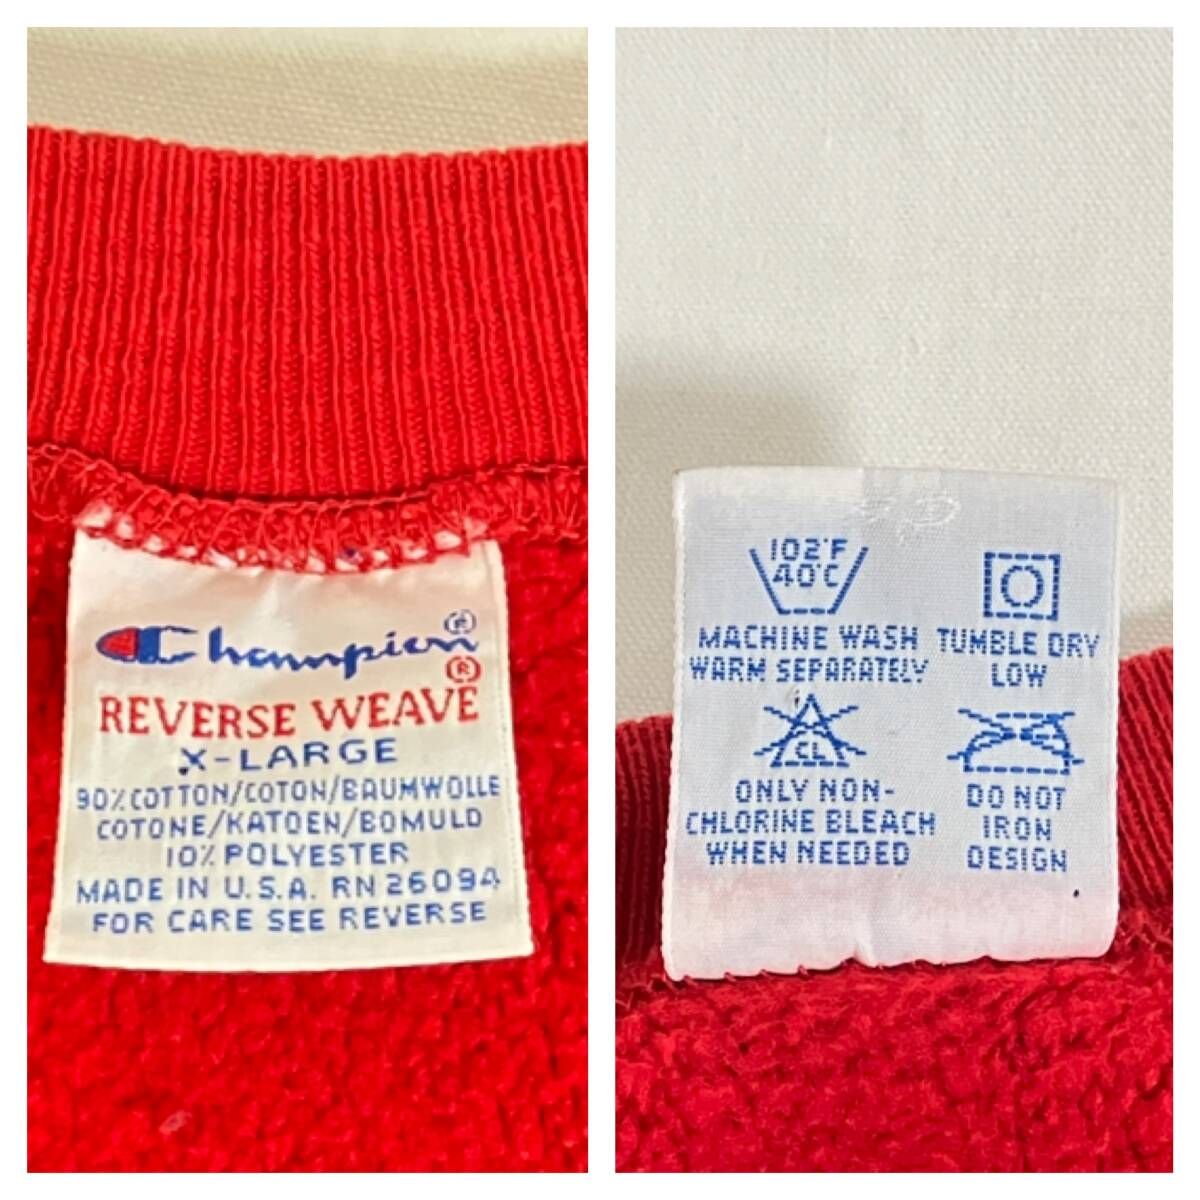 Champion®
REVERSE WEAVE®
X-LARGE
90% COTTON/COTON/BAUMWOLLE
COTONE/KATOEN/BOMULD
10% POLYESTER
MADE IN U.S.A. RN 26094
FOR CARE SEE REVERSE
102°F
40°C
MACHINE WASH
WARM SEPARATELY
TUMBLE DRY
LOW
CL
ONLY NON-
CHLORINE BLEACH
WHEN NEEDED
DO NOT
IRON
DESIGN